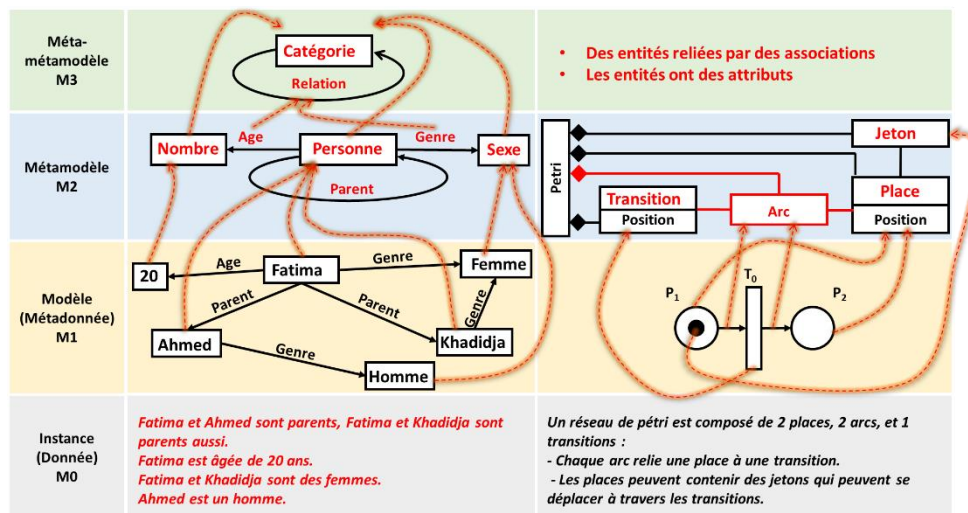 Méta-
métamodèle
M3
Catégorie
Relation
• Des entités reliées par des associations
• Les entités ont des attributs
Métamodèle
M2
Nombre
Age
Personne
Genre
Sexe
Parent
Petri
Jeton
Transition
Position
Arc
Place
Position
Modèle
(Métadonnée)
M1
20
Age
Fatima
Genre
Femme
Parent
Parent
Genre
Ahmed
Genre
Khadidja
Homme
P1
T0
P2
Instance
(Donnée)
M0
Fatima et Ahmed sont parents, Fatima et Khadidja sont
parents aussi.
Fatima est âgée de 20 ans.
Fatima et Khadidja sont des femmes.
Ahmed est un homme.
Un réseau de pétri est composé de 2 places, 2 arcs, et 1
transitions :
- Chaque arc relie une place à une transition.
- Les places peuvent contenir des jetons qui peuvent se
déplacer à travers les transitions.